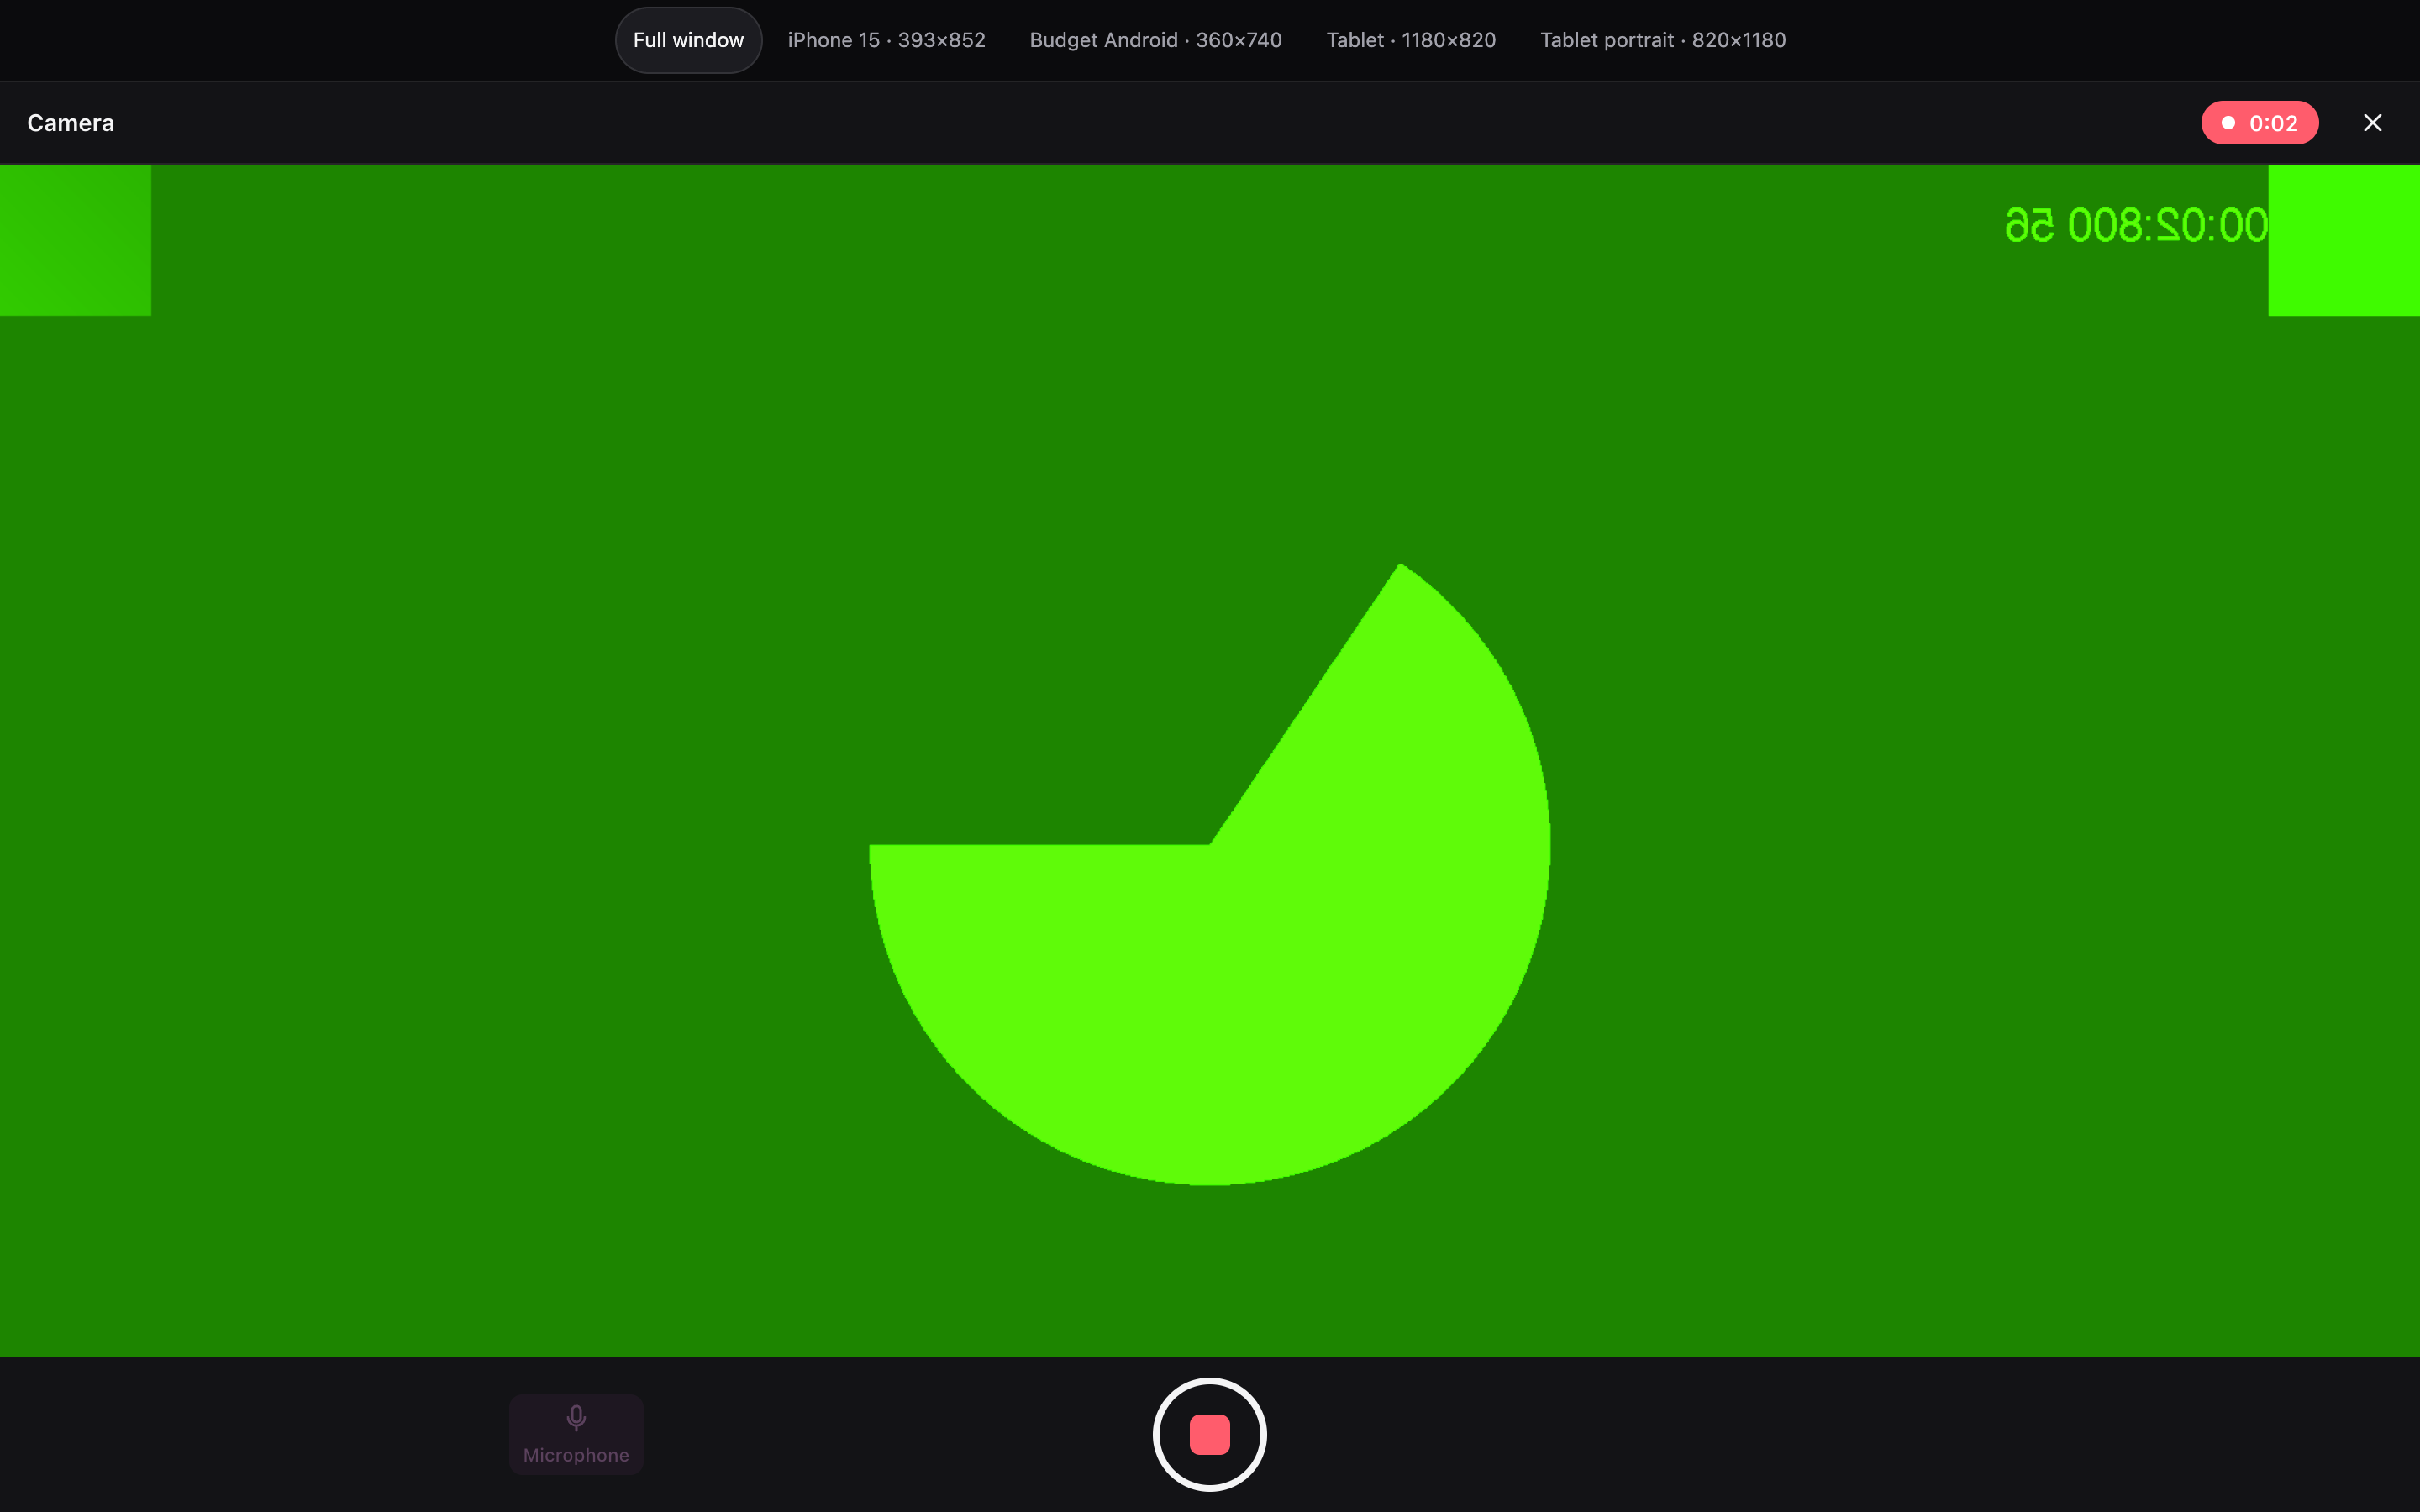 Full window iPhone 15 · 393×852 Budget Android · 360×740 Tablet · 1180×820 Tablet portrait · 820×1180
Camera 0:02
00:02:800 56
Microphone